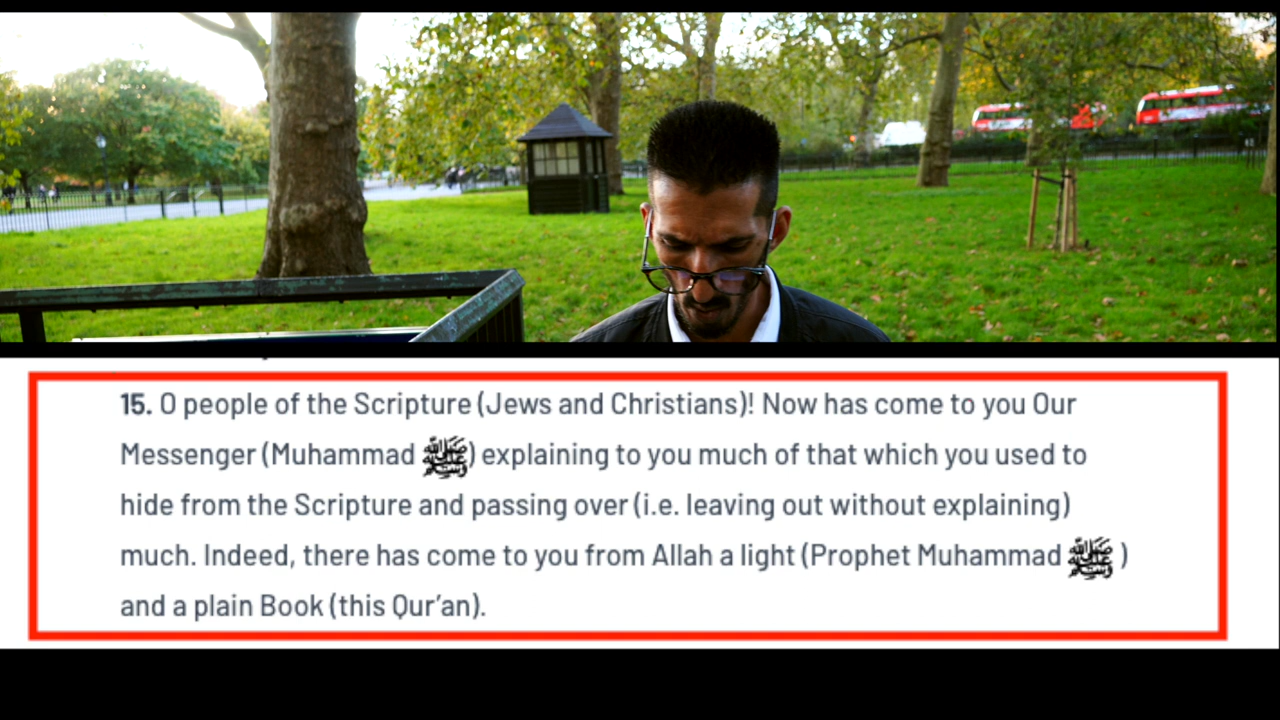 15. O people of the Scripture (Jews and Christians)! Now has come to you Our
Messenger (Muhammad ﷺ) explaining to you much of that which you used to
hide from the Scripture and passing over (i.e. leaving out without explaining)
much. Indeed, there has come to you from Allah a light (Prophet Muhammad ﷺ )
and a plain Book (this Qur’an).